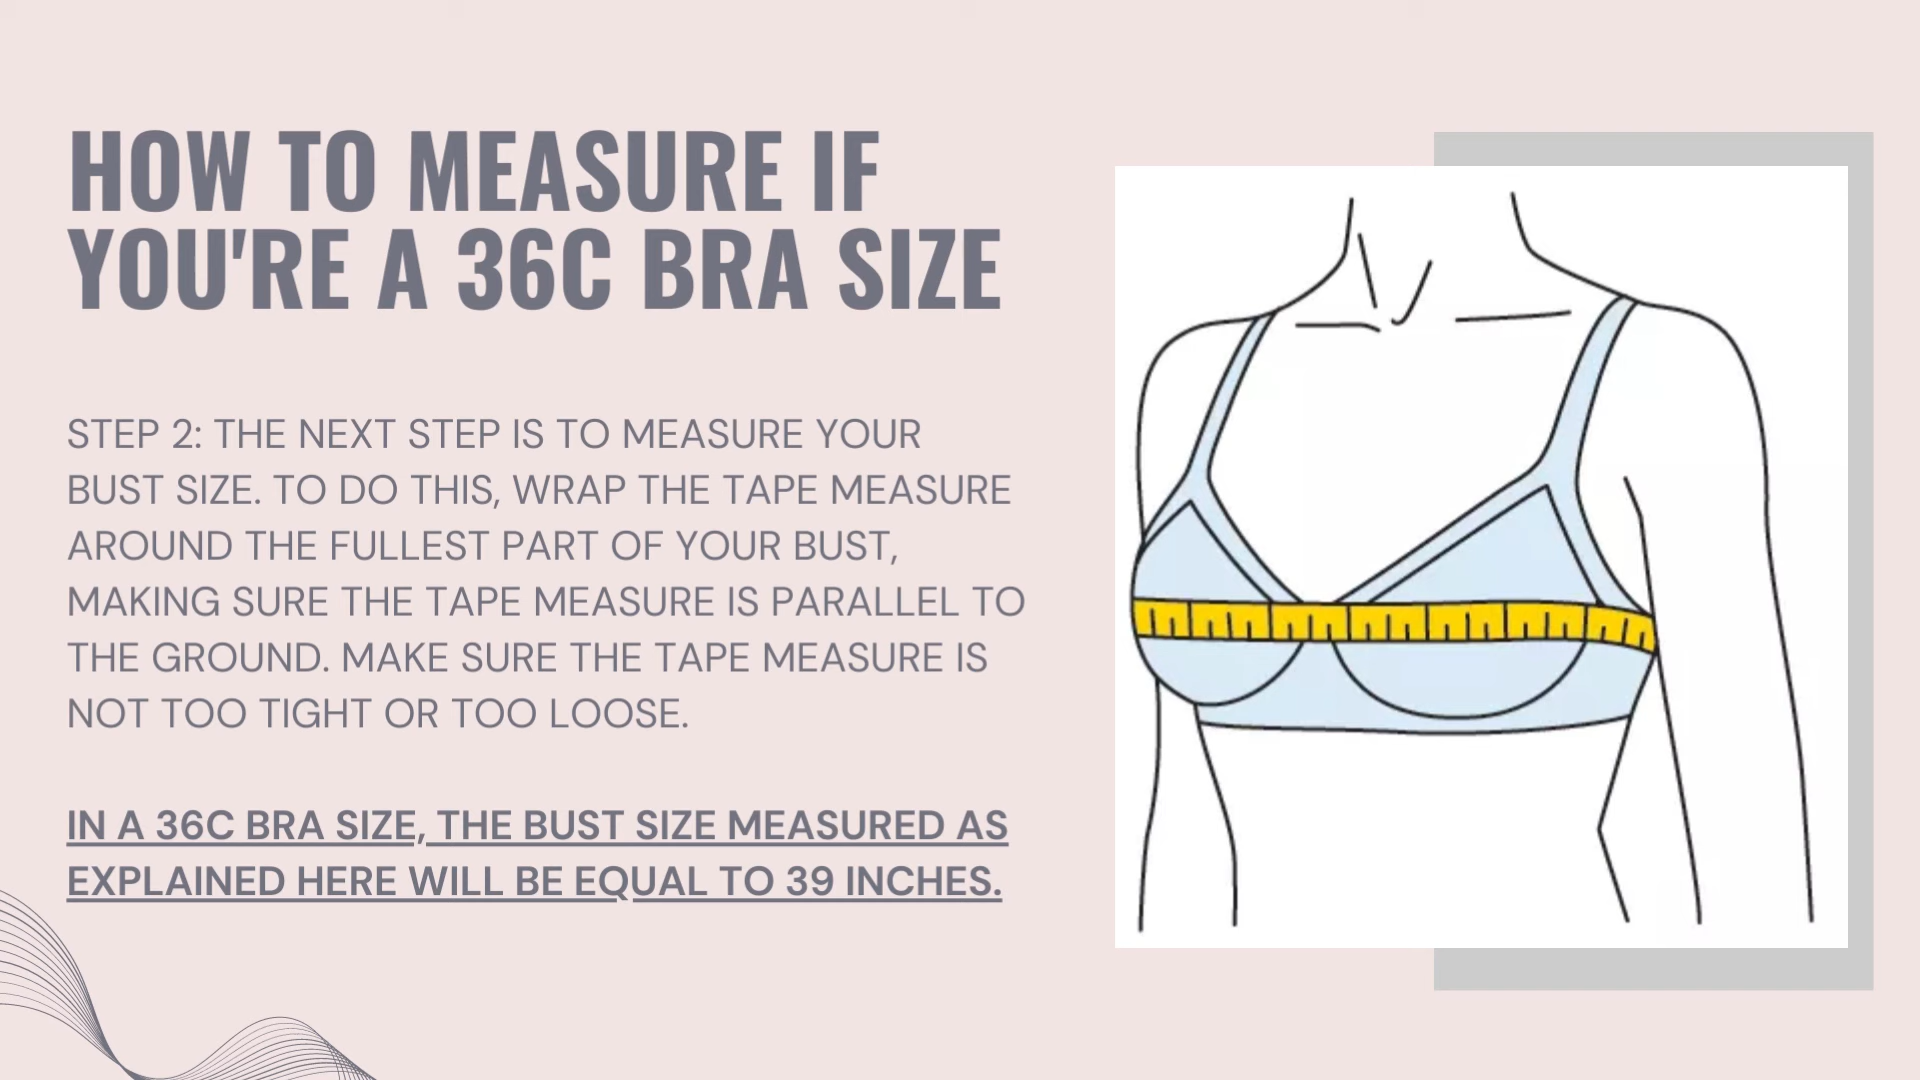 HOW TO MEASURE IF
YOU'RE A 36C BRA SIZE
STEP 2: THE NEXT STEP IS TO MEASURE YOUR
BUST SIZE. TO DO THIS, WRAP THE TAPE MEASURE
AROUND THE FULLEST PART OF YOUR BUST,
MAKING SURE THE TAPE MEASURE IS PARALLEL TO
THE GROUND. MAKE SURE THE TAPE MEASURE IS
NOT TOO TIGHT OR TOO LOOSE.
IN A 36C BRA SIZE, THE BUST SIZE MEASURED AS
EXPLAINED HERE WILL BE EQUAL TO 39 INCHES.